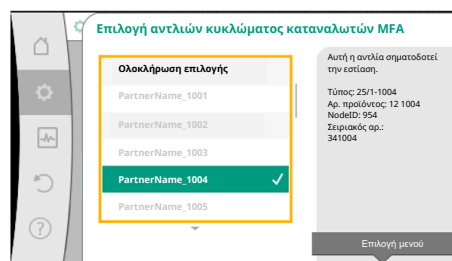 Επιλογή αντλιών κυκλώματος καταναλωτών MFA
Ολοκλήρωση επιλογής
PartnerName_1001
PartnerName_1002
PartnerName_1003
PartnerName_1004
PartnerName_1005
Αυτή η αντλία σηματοδοτεί
την εστίαση.
Τύπος: 25/1-1004
Αρ. προϊόντος: 12 1004
NodeID: 954
Σειριακός αρ.:
341004
Επιλογή μενού